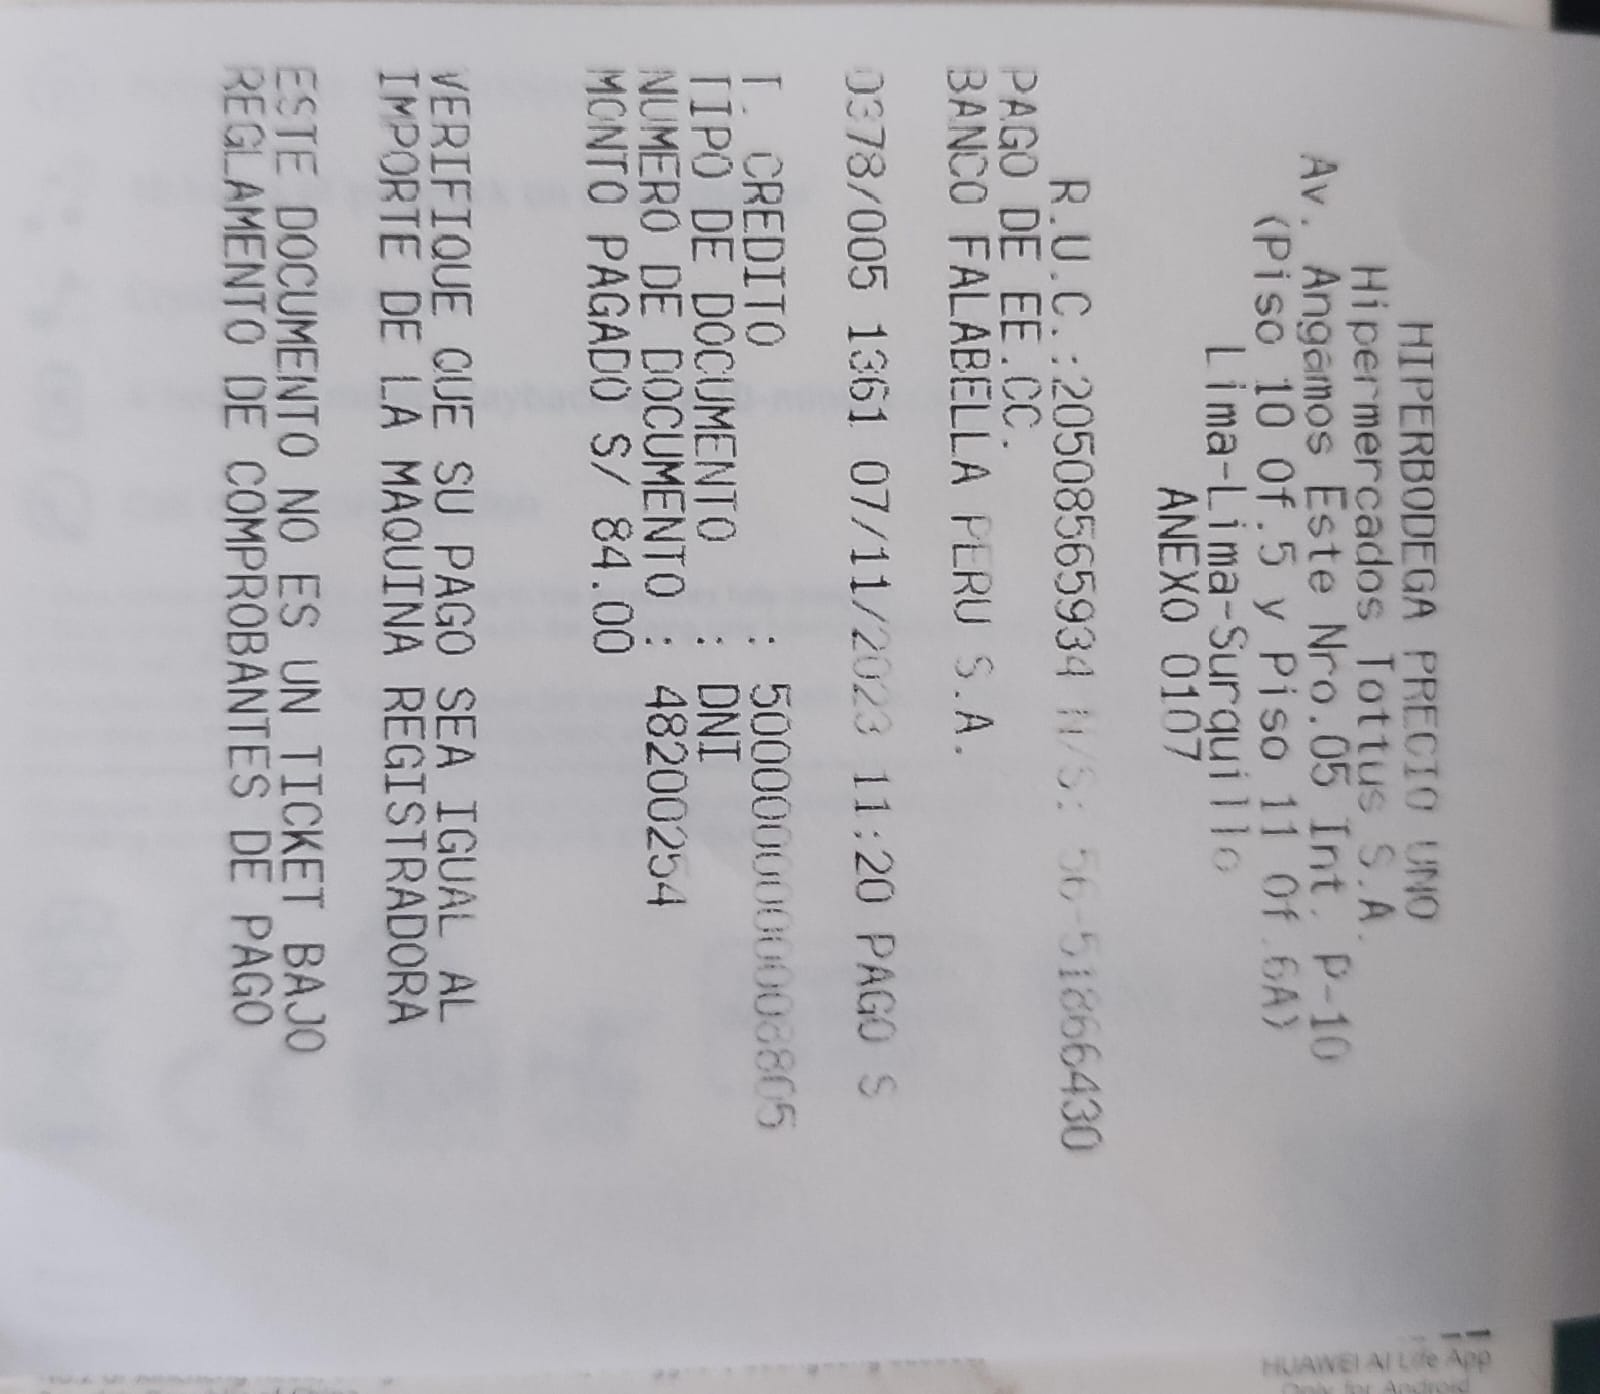 HIPERBODEGA PRECIO UNO
Hipermercados Tottus S.A.
Av. Angamos Este Nro.05 Int. P-10
(Piso 10 Of.5 y Piso 11 Of.6A)
Lima-Lima-Surquillo
ANEXO 0107
R.U.C.:20508565934 N/S: 56-51866430
PAGO DE EE.CC.
BANCO FALABELLA PERU S.A.
0378/005 1361 07/11/2023 11:20 PAGO S
T. CREDITO :
TIPO DE DOCUMENTO : DNI
NUMERO DE DOCUMENTO: 4820002254
MONTO PAGADO S/ 84.00
VERIFIQUE QUE SU PAGO SEA IGUAL AL
IMPORTE DE LA MAQUINA REGISTRADORA
ESTE DOCUMENTO NO ES UN TICKET BAJO
REGLAMENTO DE COMPROBANTES DE PAGO
HUAWEI AI Life App
Only for Android